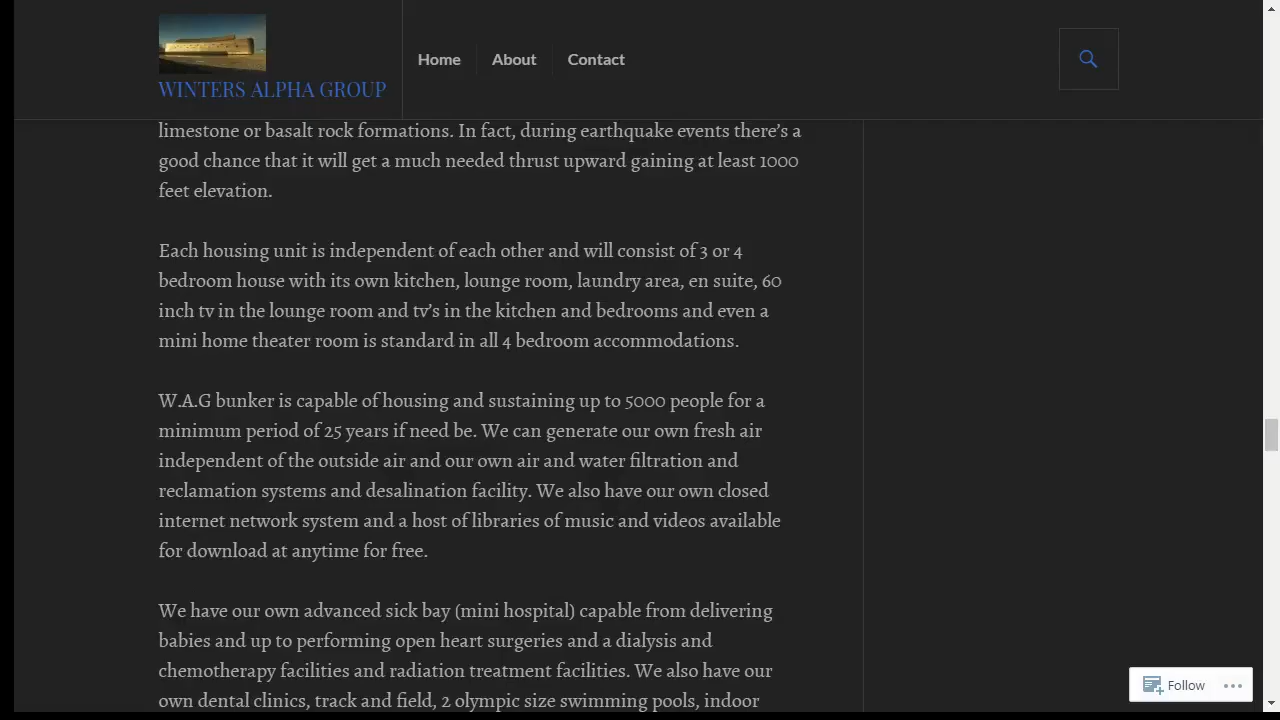 WINTERS ALPHA GROUP
Home
About
Contact
limestone or basalt rock formations. In fact, during earthquake events there’s a
good chance that it will get a much needed thrust upward gaining at least 1000
feet elevation.
Each housing unit is independent of each other and will consist of 3 or 4
bedroom house with its own kitchen, lounge room, laundry area, en suite, 60
inch tv in the lounge room and tv’s in the kitchen and bedrooms and even a
mini home theater room is standard in all 4 bedroom accommodations.
W.A.G bunker is capable of housing and sustaining up to 5000 people for a
minimum period of 25 years if need be. We can generate our own fresh air
independent of the outside air and our own air and water filtration and
reclamation systems and desalination facility. We also have our own closed
internet network system and a host of libraries of music and videos available
for download at anytime for free.
We have our own advanced sick bay (mini hospital) capable from delivering
babies and up to performing open heart surgeries and a dialysis and
chemotherapy facilities and radiation treatment facilities. We also have our
own dental clinics, track and field, 2 olympic size swimming pools, indoor
Follow